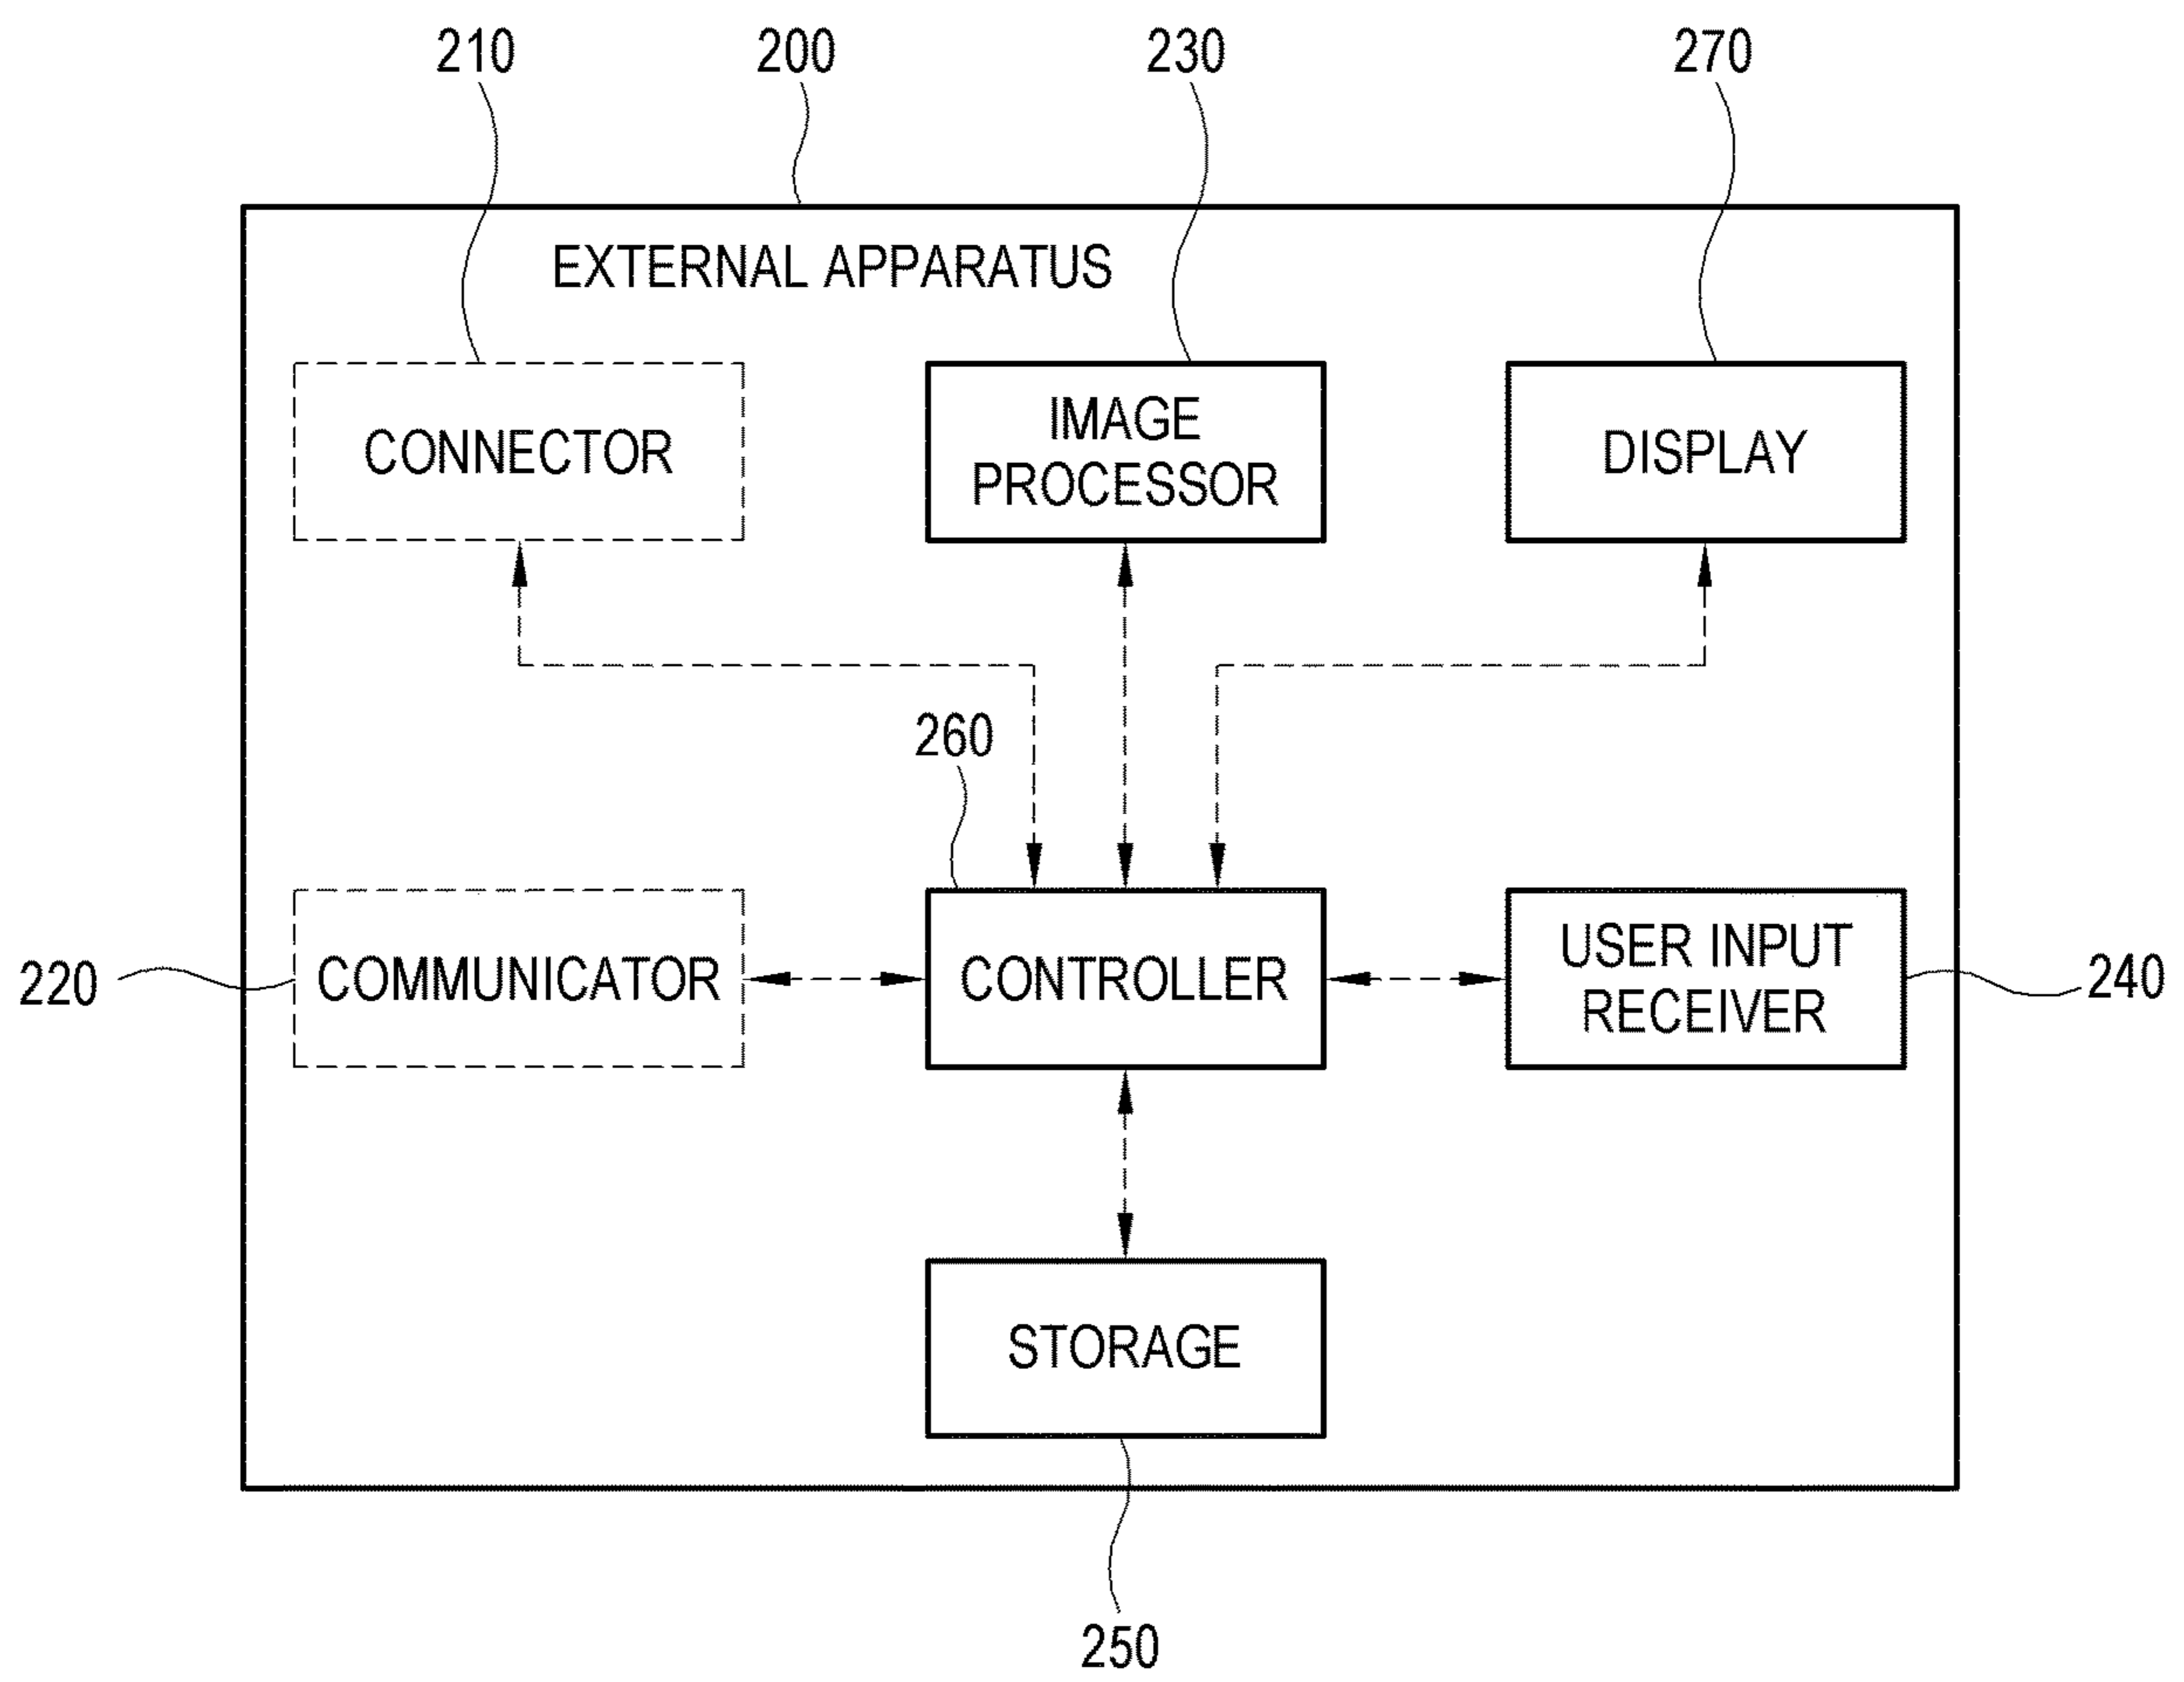 210
200
230
270
EXTERNAL APPARATUS
CONNECTOR
IMAGE
PROCESSOR
DISPLAY
260
220
COMMUNICATOR
CONTROLLER
USER INPUT
RECEIVER
240
STORAGE
250